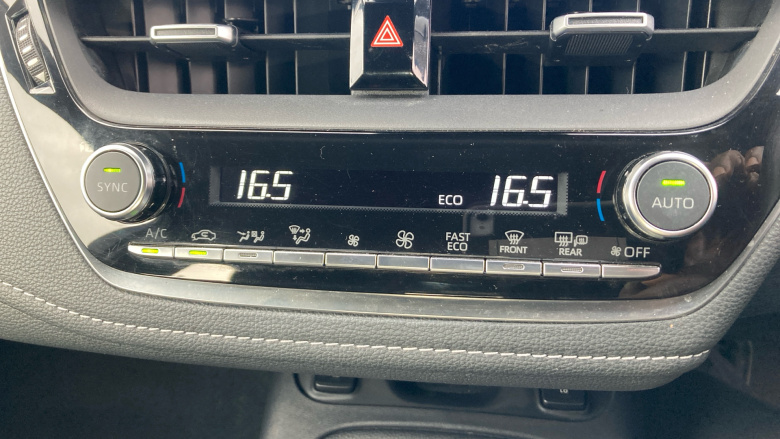 16.5 ECO 16.5
SYNC
AUTO
A/C
FAST
ECO
FRONT
REAR
OFF